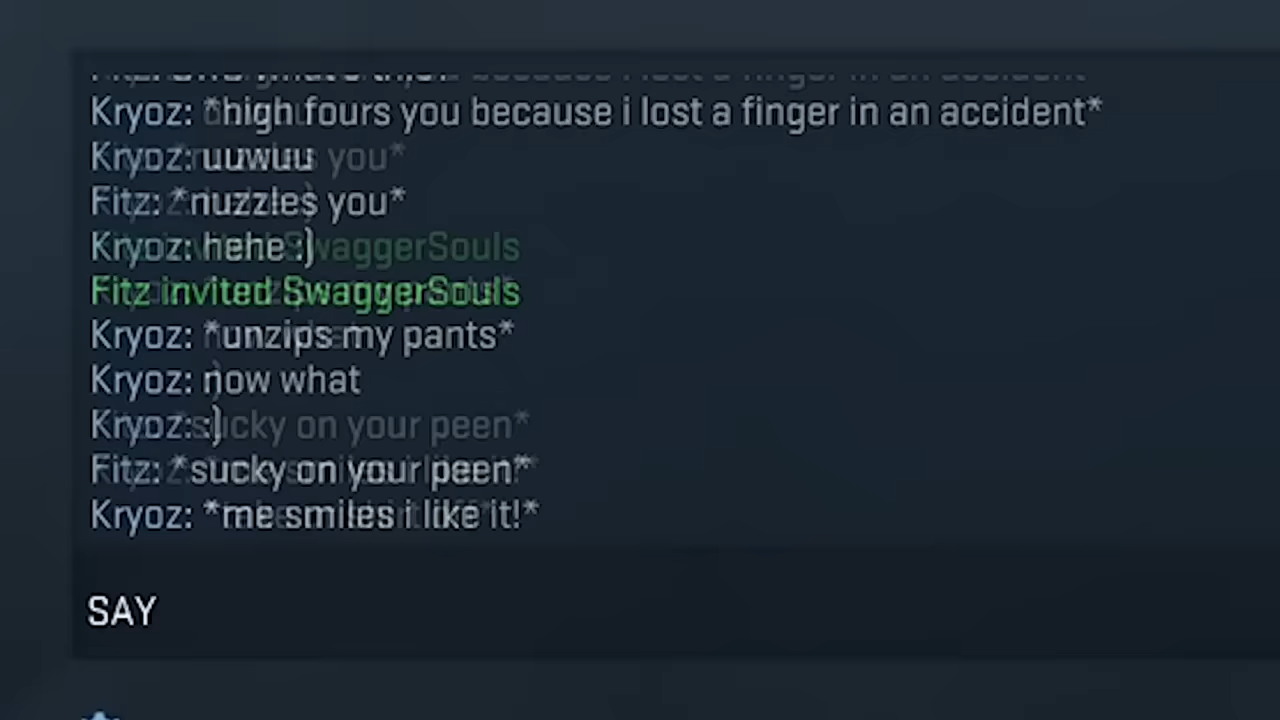 Kryoz: *high fours you because i lost a finger in an accident*
Kryoz: uuwuu
Fitz: *nuzzles you*
Kryoz: hehe :)
Fitz invited SwaggerSouls
Kryoz: *unzips my pants*
Kryoz: now what
Kryoz: :)
Fitz: *sucky on your peen*
Kryoz: *me smiles i like it!*
SAY